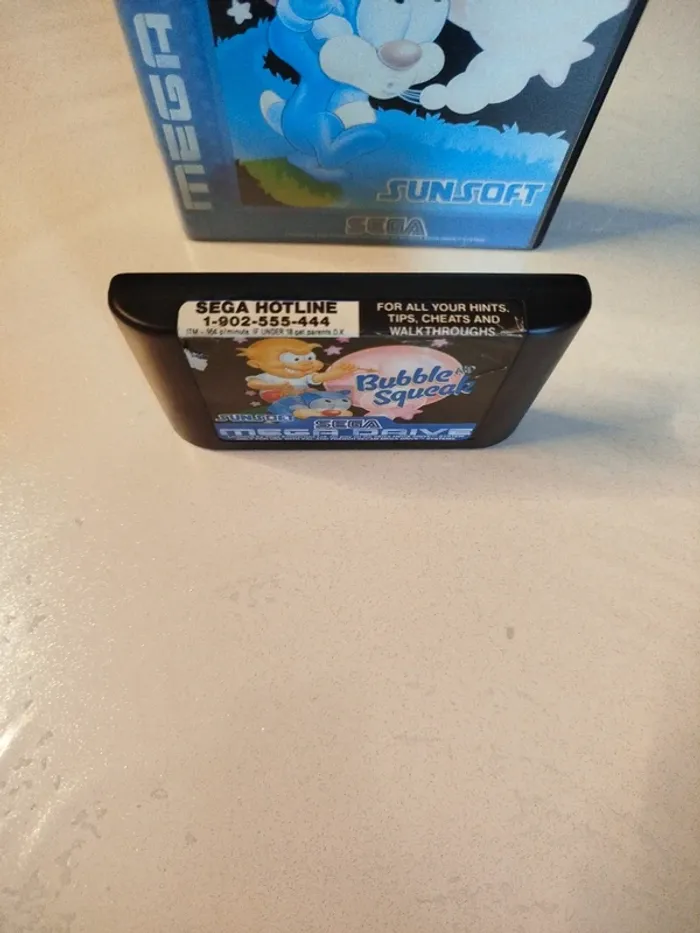 MEGA
SUNSOFT
SEGA
SEGA HOTLINE
1-902-555-444
FOR ALL YOUR HINTS,
TIPS, CHEATS AND
WALKTHROUGHS
Bubble
Squeak
SUNSOFT
SEGA
MEGA DRIVE